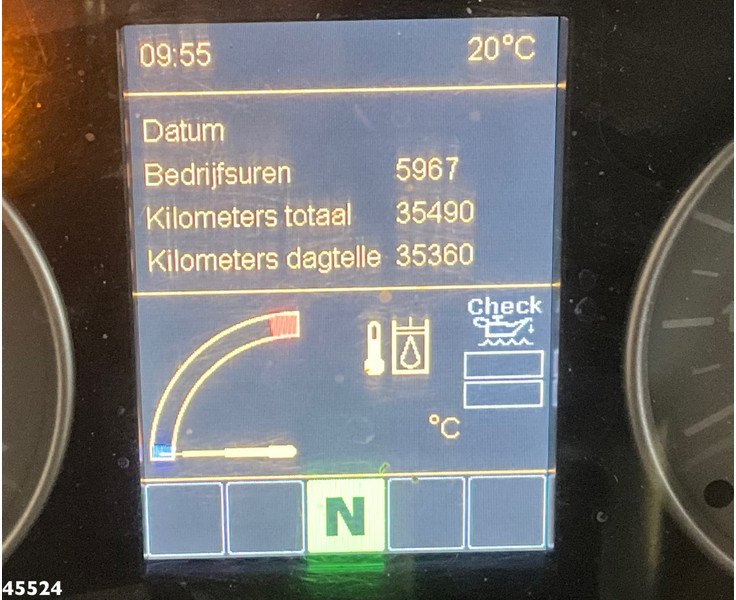 09:55 20°C
Datum
Bedrijfsuren 5967
Kilometers totaal 35490
Kilometers dagtelle 35360
Check
°C
N
45524